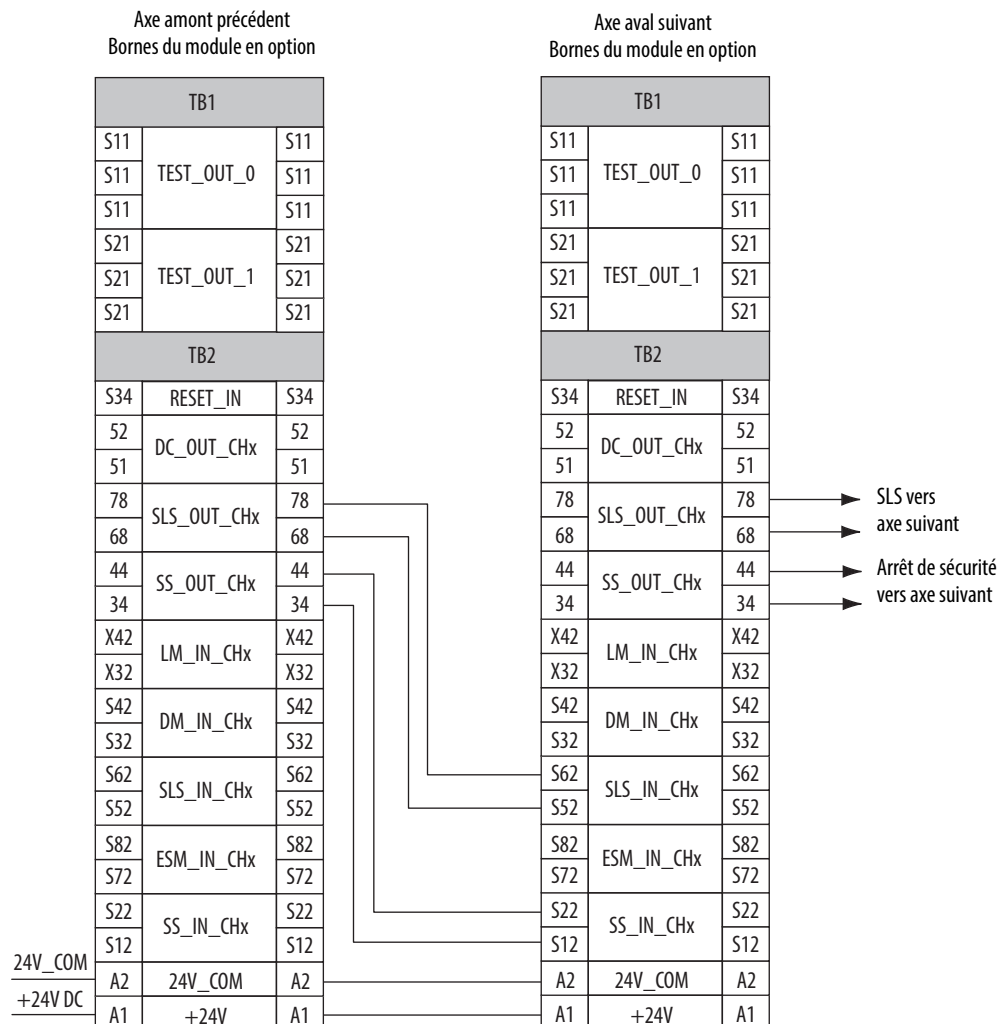 Axe amont précédent
Bornes du module en option
TB1
S11 S11
S11 TEST_OUT_0 S11
S11 S11
S21 S21
S21 TEST_OUT_1 S21
S21 S21
TB2
S34 RESET_IN S34
52 52
DC_OUT_CHx
51 51
78 78
SLS_OUT_CHx
68 68
44 44
SS_OUT_CHx
34 34
X42 X42
LM_IN_CHx
X32 X32
S42 S42
DM_IN_CHx
S32 S32
S62 S62
SLS_IN_CHx
S52 S52
S82 S82
ESM_IN_CHx
S72 S72
S22 S22
SS_IN_CHx
S12 S12
24V_COM
A2 24V_COM A2
+24V DC
A1 +24V A1
Axe aval suivant
Bornes du module en option
TB1
S11 S11
S11 TEST_OUT_0 S11
S11 S11
S21 S21
S21 TEST_OUT_1 S21
S21 S21
TB2
S34 RESET_IN S34
52 52
DC_OUT_CHx
51 51
78 78
SLS_OUT_CHx
68 68
44 44
SS_OUT_CHx
34 34
X42 X42
LM_IN_CHx
X32 X32
S42 S42
DM_IN_CHx
S32 S32
S62 S62
SLS_IN_CHx
S52 S52
S82 S82
ESM_IN_CHx
S72 S72
S22 S22
SS_IN_CHx
S12 S12
A2 24V_COM A2
A1 +24V A1
SLS vers
axe suivant
Arrêt de sécurité
vers axe suivant